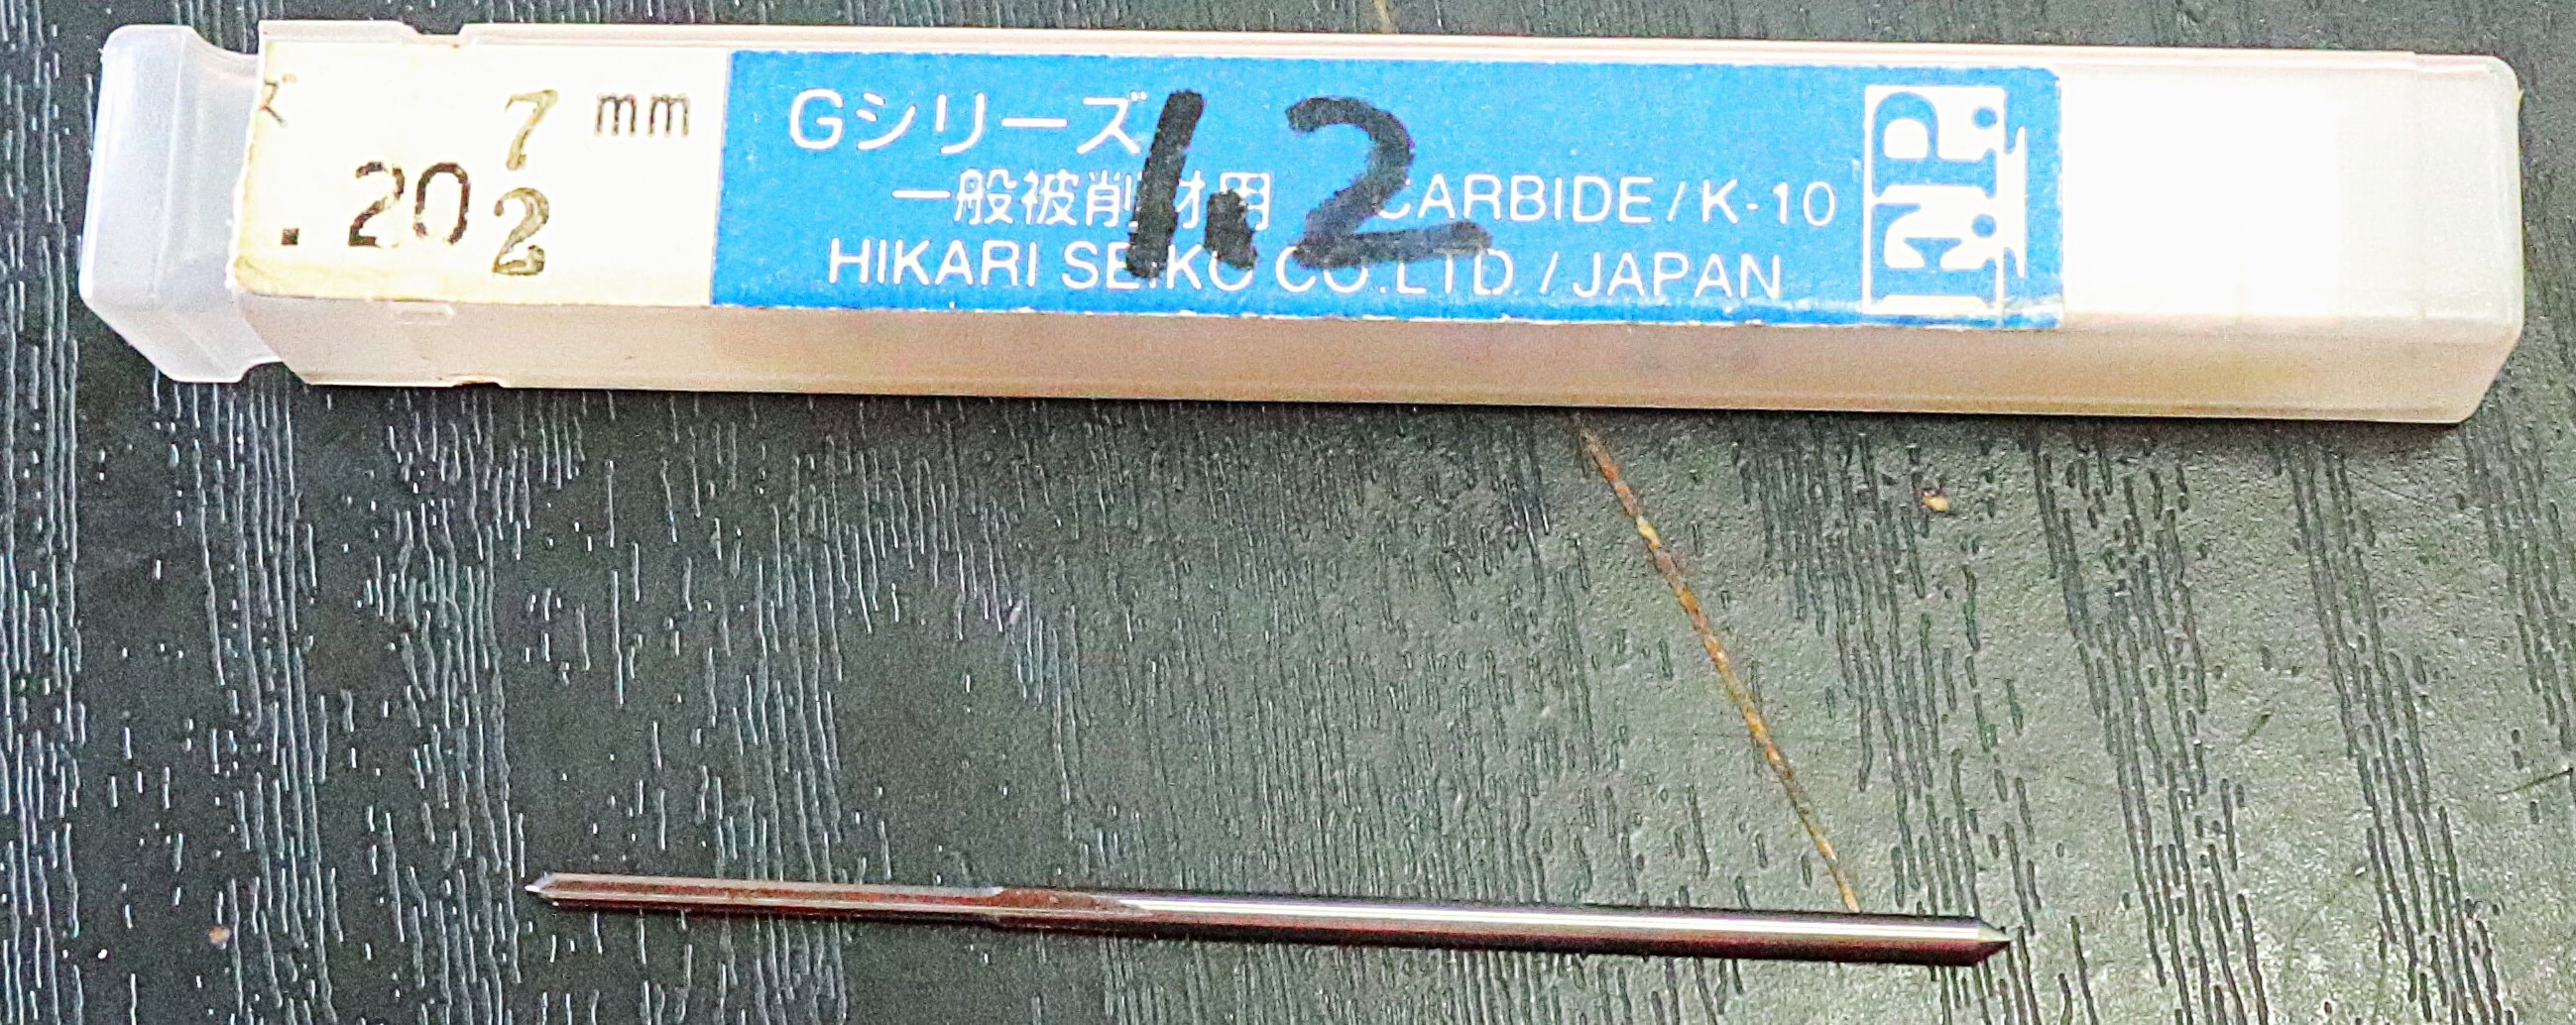 ズ 7 mm
.20 2
Gシリーズ
1.2
一般被削材用 CARBIDE/K-10
HIKARI SEIKO CO.LTD. / JAPAN